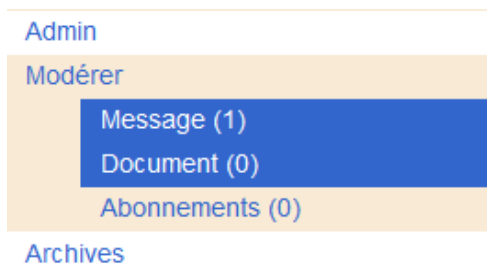 Admin
Modérer
Message (1)
Document (0)
Abonnements (0)
Archives